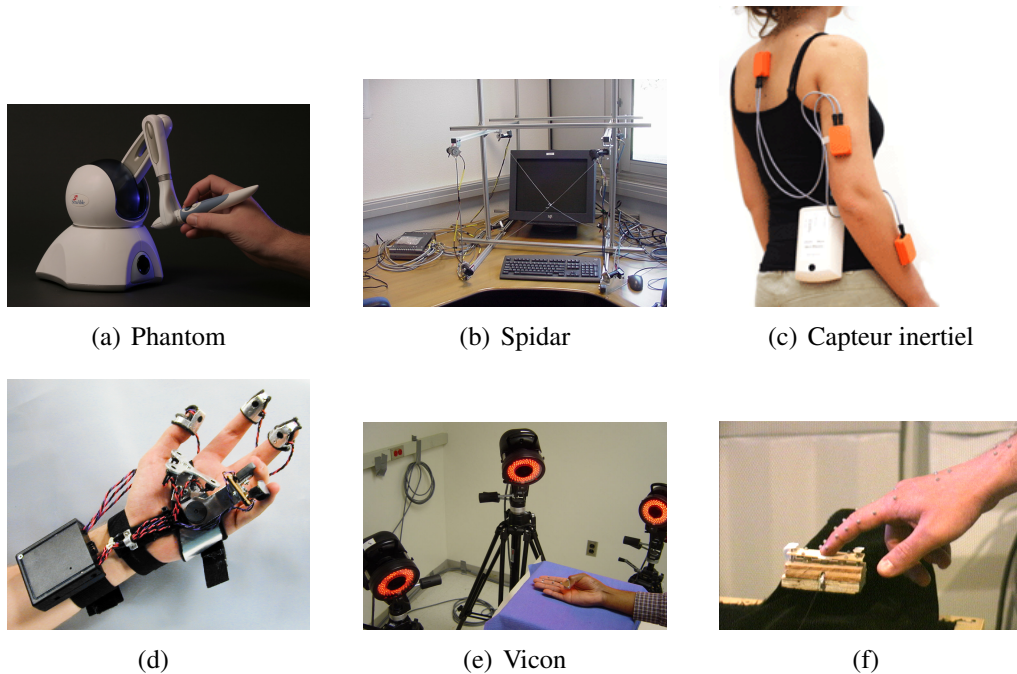 (a) Phantom
(b) Spidar
(c) Capteur inertiel
(d)
(e) Vicon
(f)